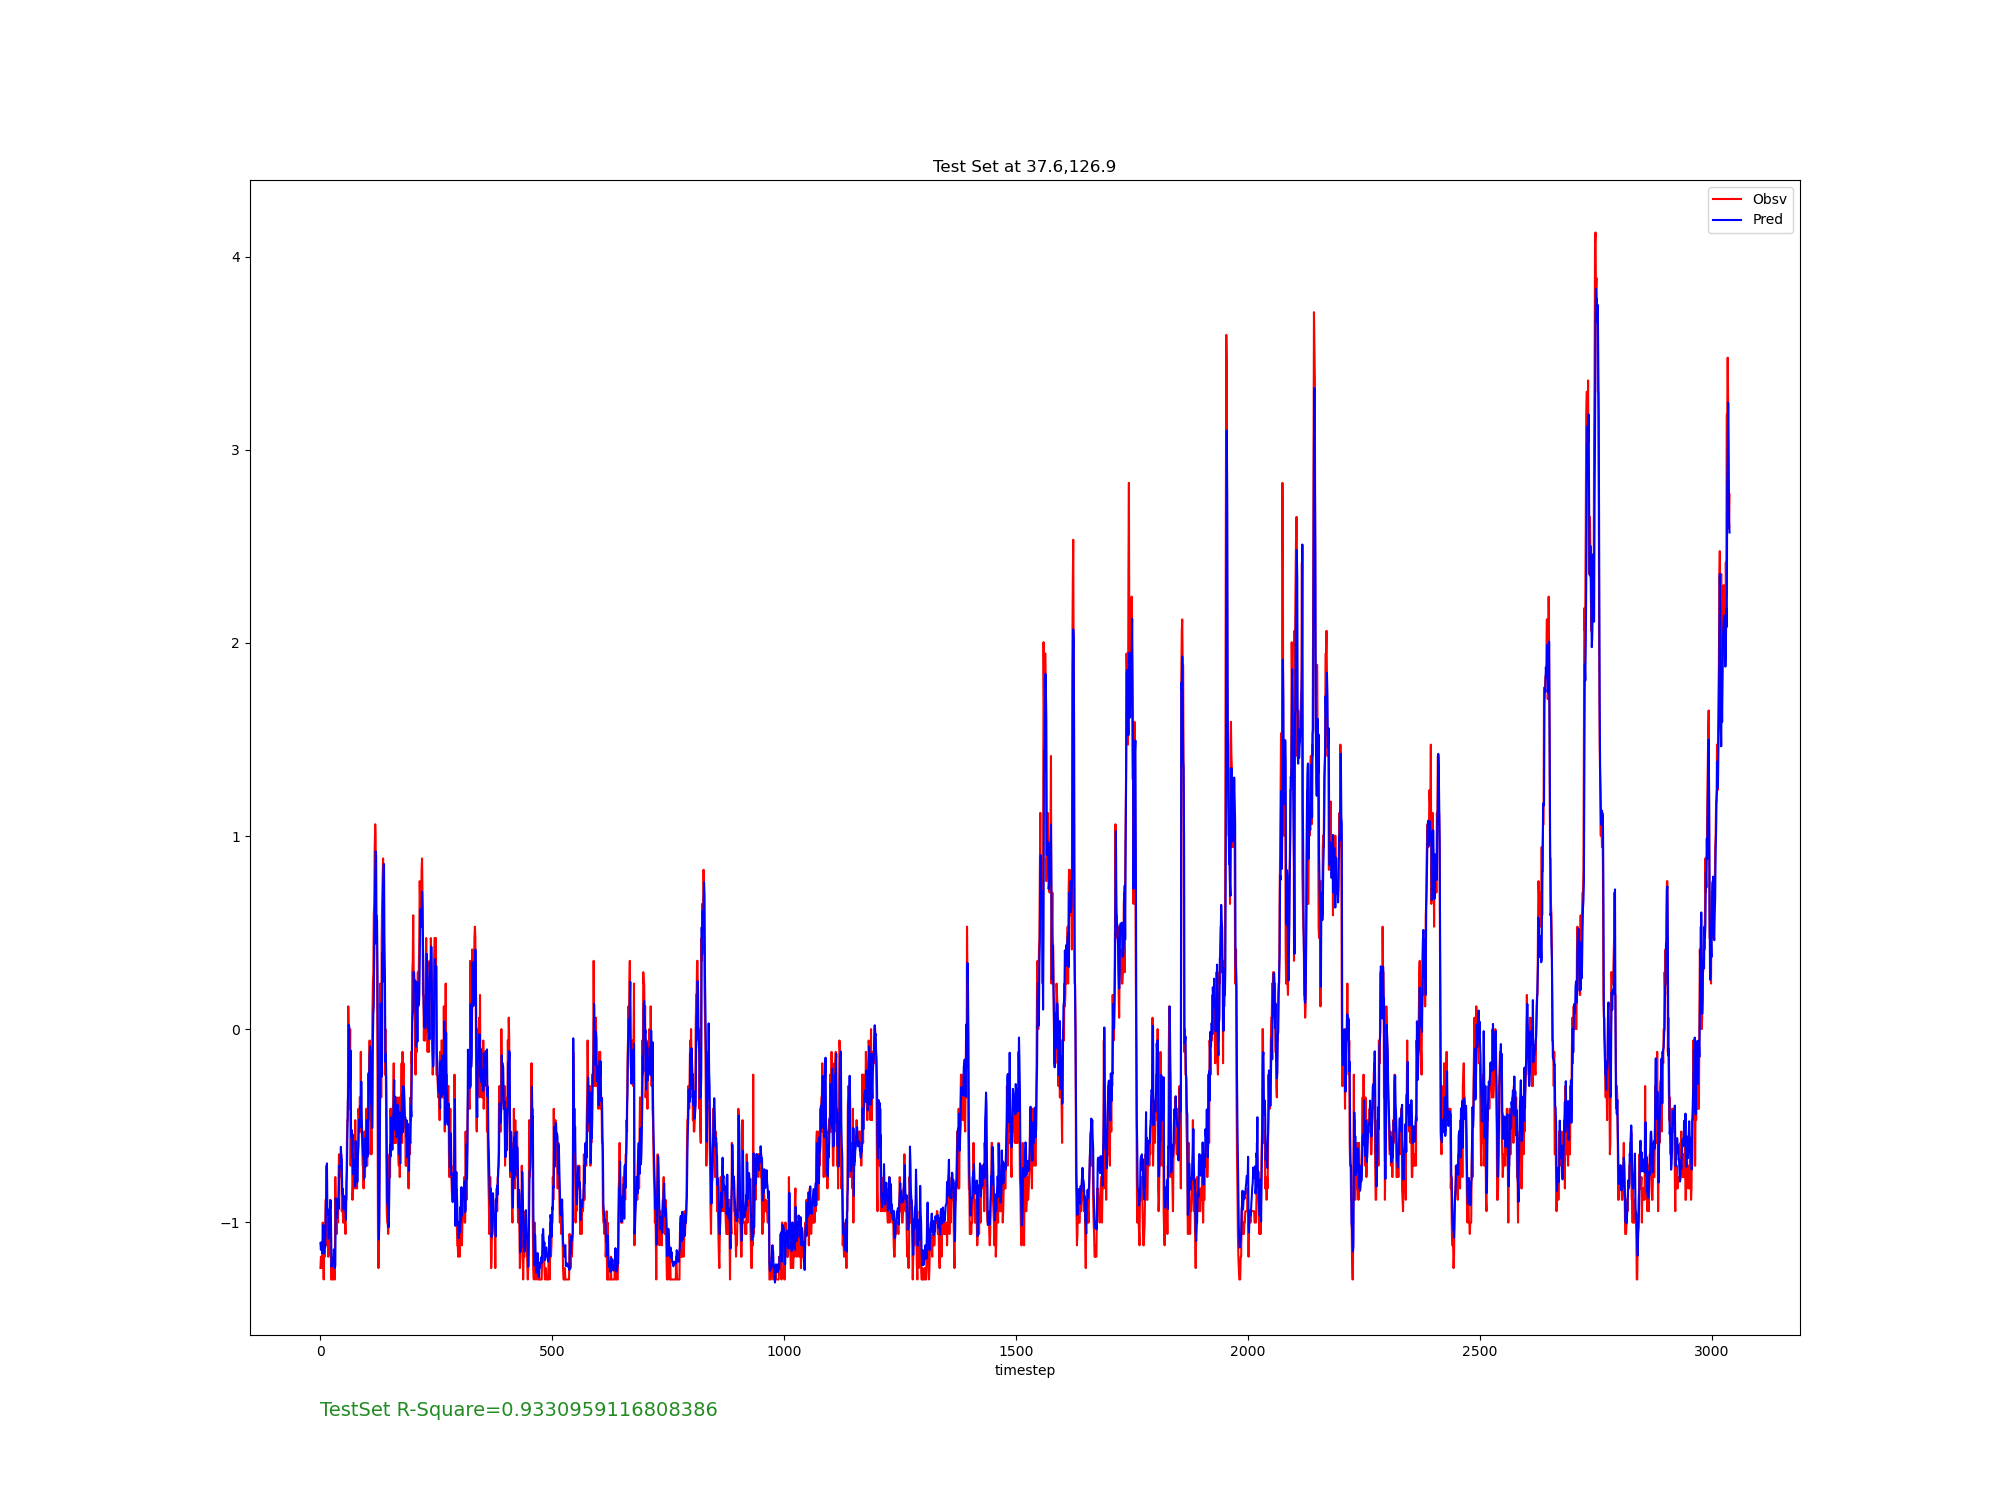 Test Set at 37.6,126.9
Obsv
Pred
4
3
2
1
0
−1
0 500 1000 1500 2000 2500 3000
timestep
TestSet R-Square=0.9330959116808386